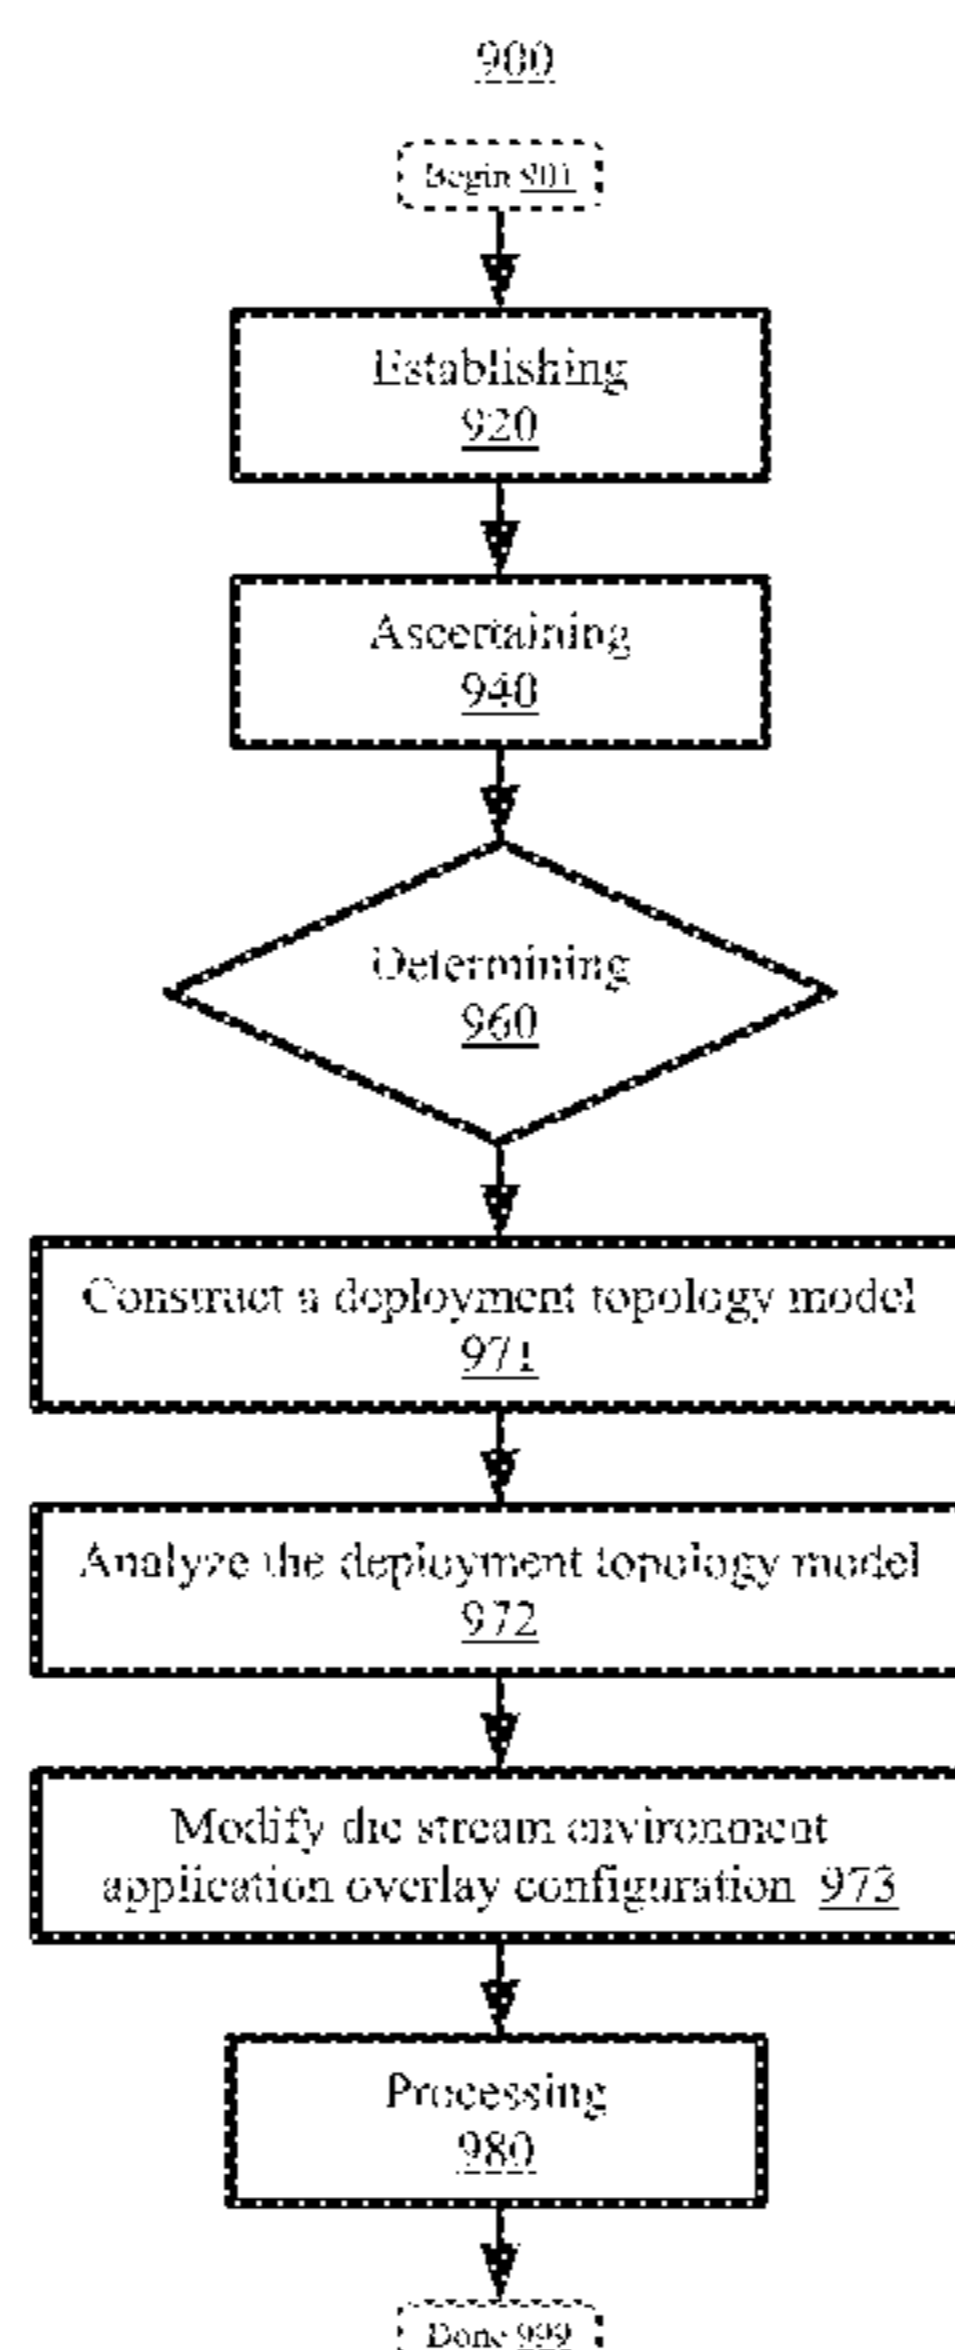 900
Begin 901
Establishing
920
Ascertaining
940
Determining
960
Construct a deployment topology model
971
Analyze the deployment topology model
972
Modify the stream environment
application overlay configuration 973
Processing
980
Done 999